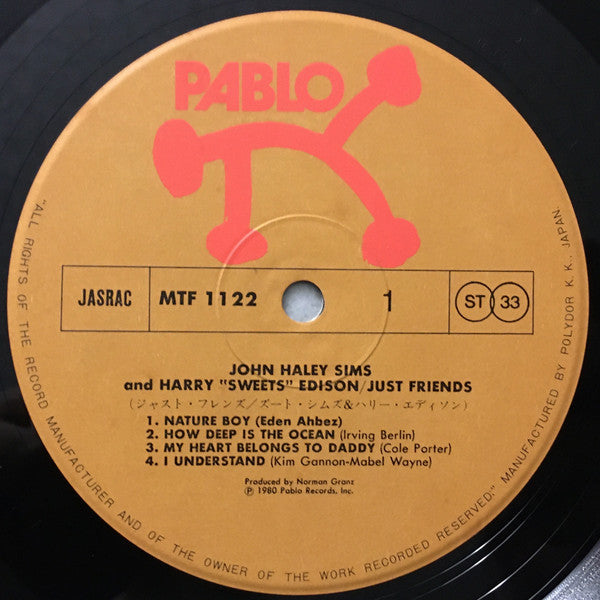 PABLO
JASRAC MTF 1122 1 ST 33
JOHN HALEY SIMS
and HARRY "SWEETS" EDISON/JUST FRIENDS
(ジャスト・フレンズ/ズート・シムズ&ハリー・エディソン)
1. NATURE BOY (Eden Ahbez)
2. HOW DEEP IS THE OCEAN (Irving Berlin)
3. MY HEART BELONGS TO DADDY (Cole Porter)
4. I UNDERSTAND (Kim Gannon-Mabel Wayne)
Produced by Norman Granz
Ⓟ 1980 Pablo Records, Inc.
"ALL RIGHTS OF THE RECORD MANUFACTURER AND OF THE OWNER OF THE WORK RECORDED RESERVED." MANUFACTURED BY POLYDOR K. K., JAPAN.